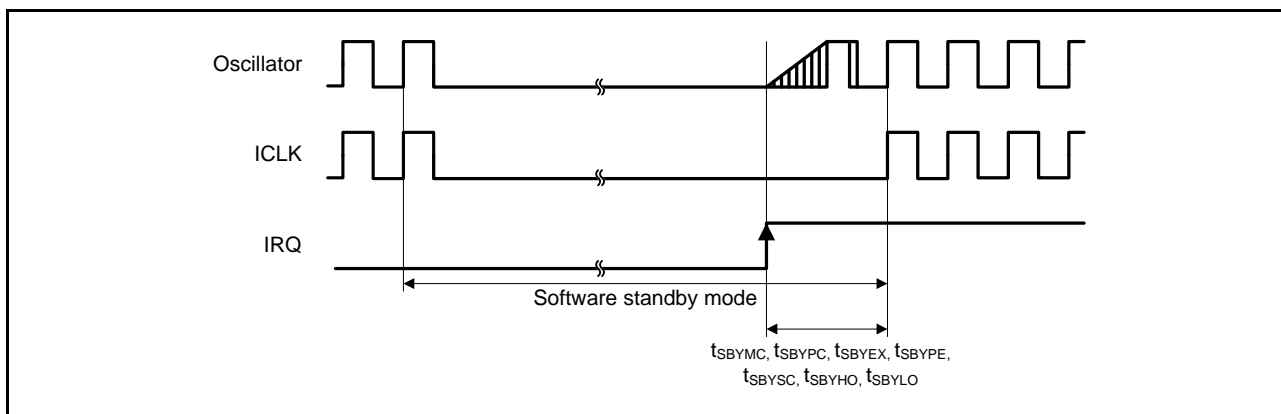 Oscillator
ICLK
IRQ
Software standby mode
tSBYMC, tSBYPC, tSBYEX, tSBYPE,
tSBYSC, tSBYHO, tSBYLO